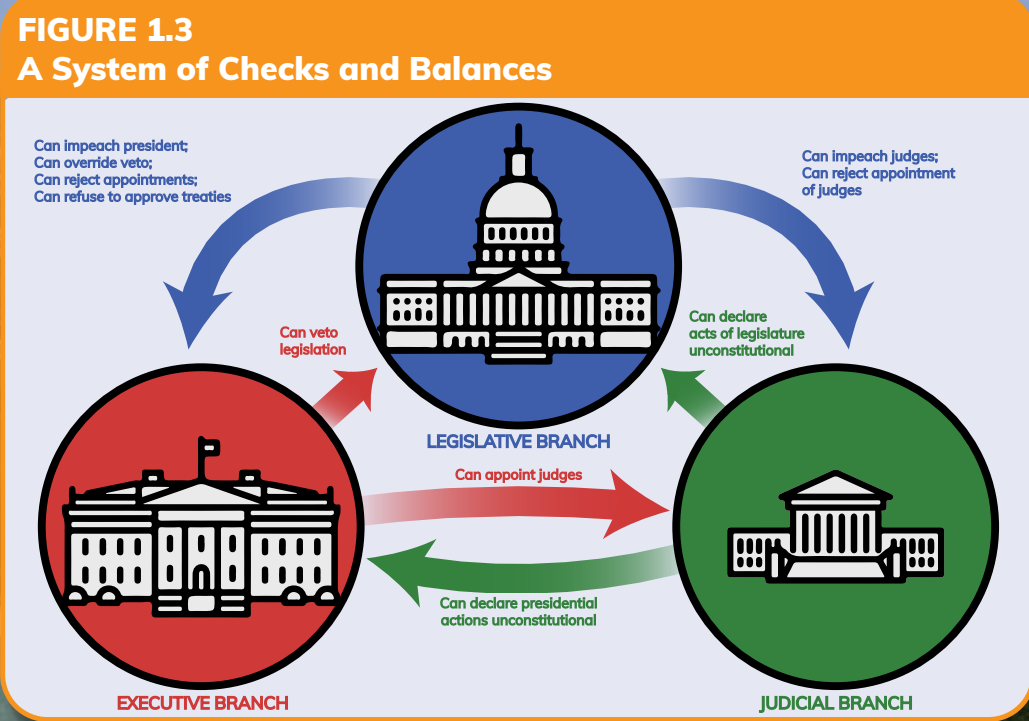 FIGURE 1.3
A System of Checks and Balances
Can impeach president;
Can override veto;
Can reject appointments;
Can refuse to approve treaties
Can impeach judges;
Can reject appointment
of judges
Can veto
legislation
Can declare
acts of legislature
unconstitutional
LEGISLATIVE BRANCH
Can appoint judges
Can declare presidential
actions unconstitutional
EXECUTIVE BRANCH
JUDICIAL BRANCH